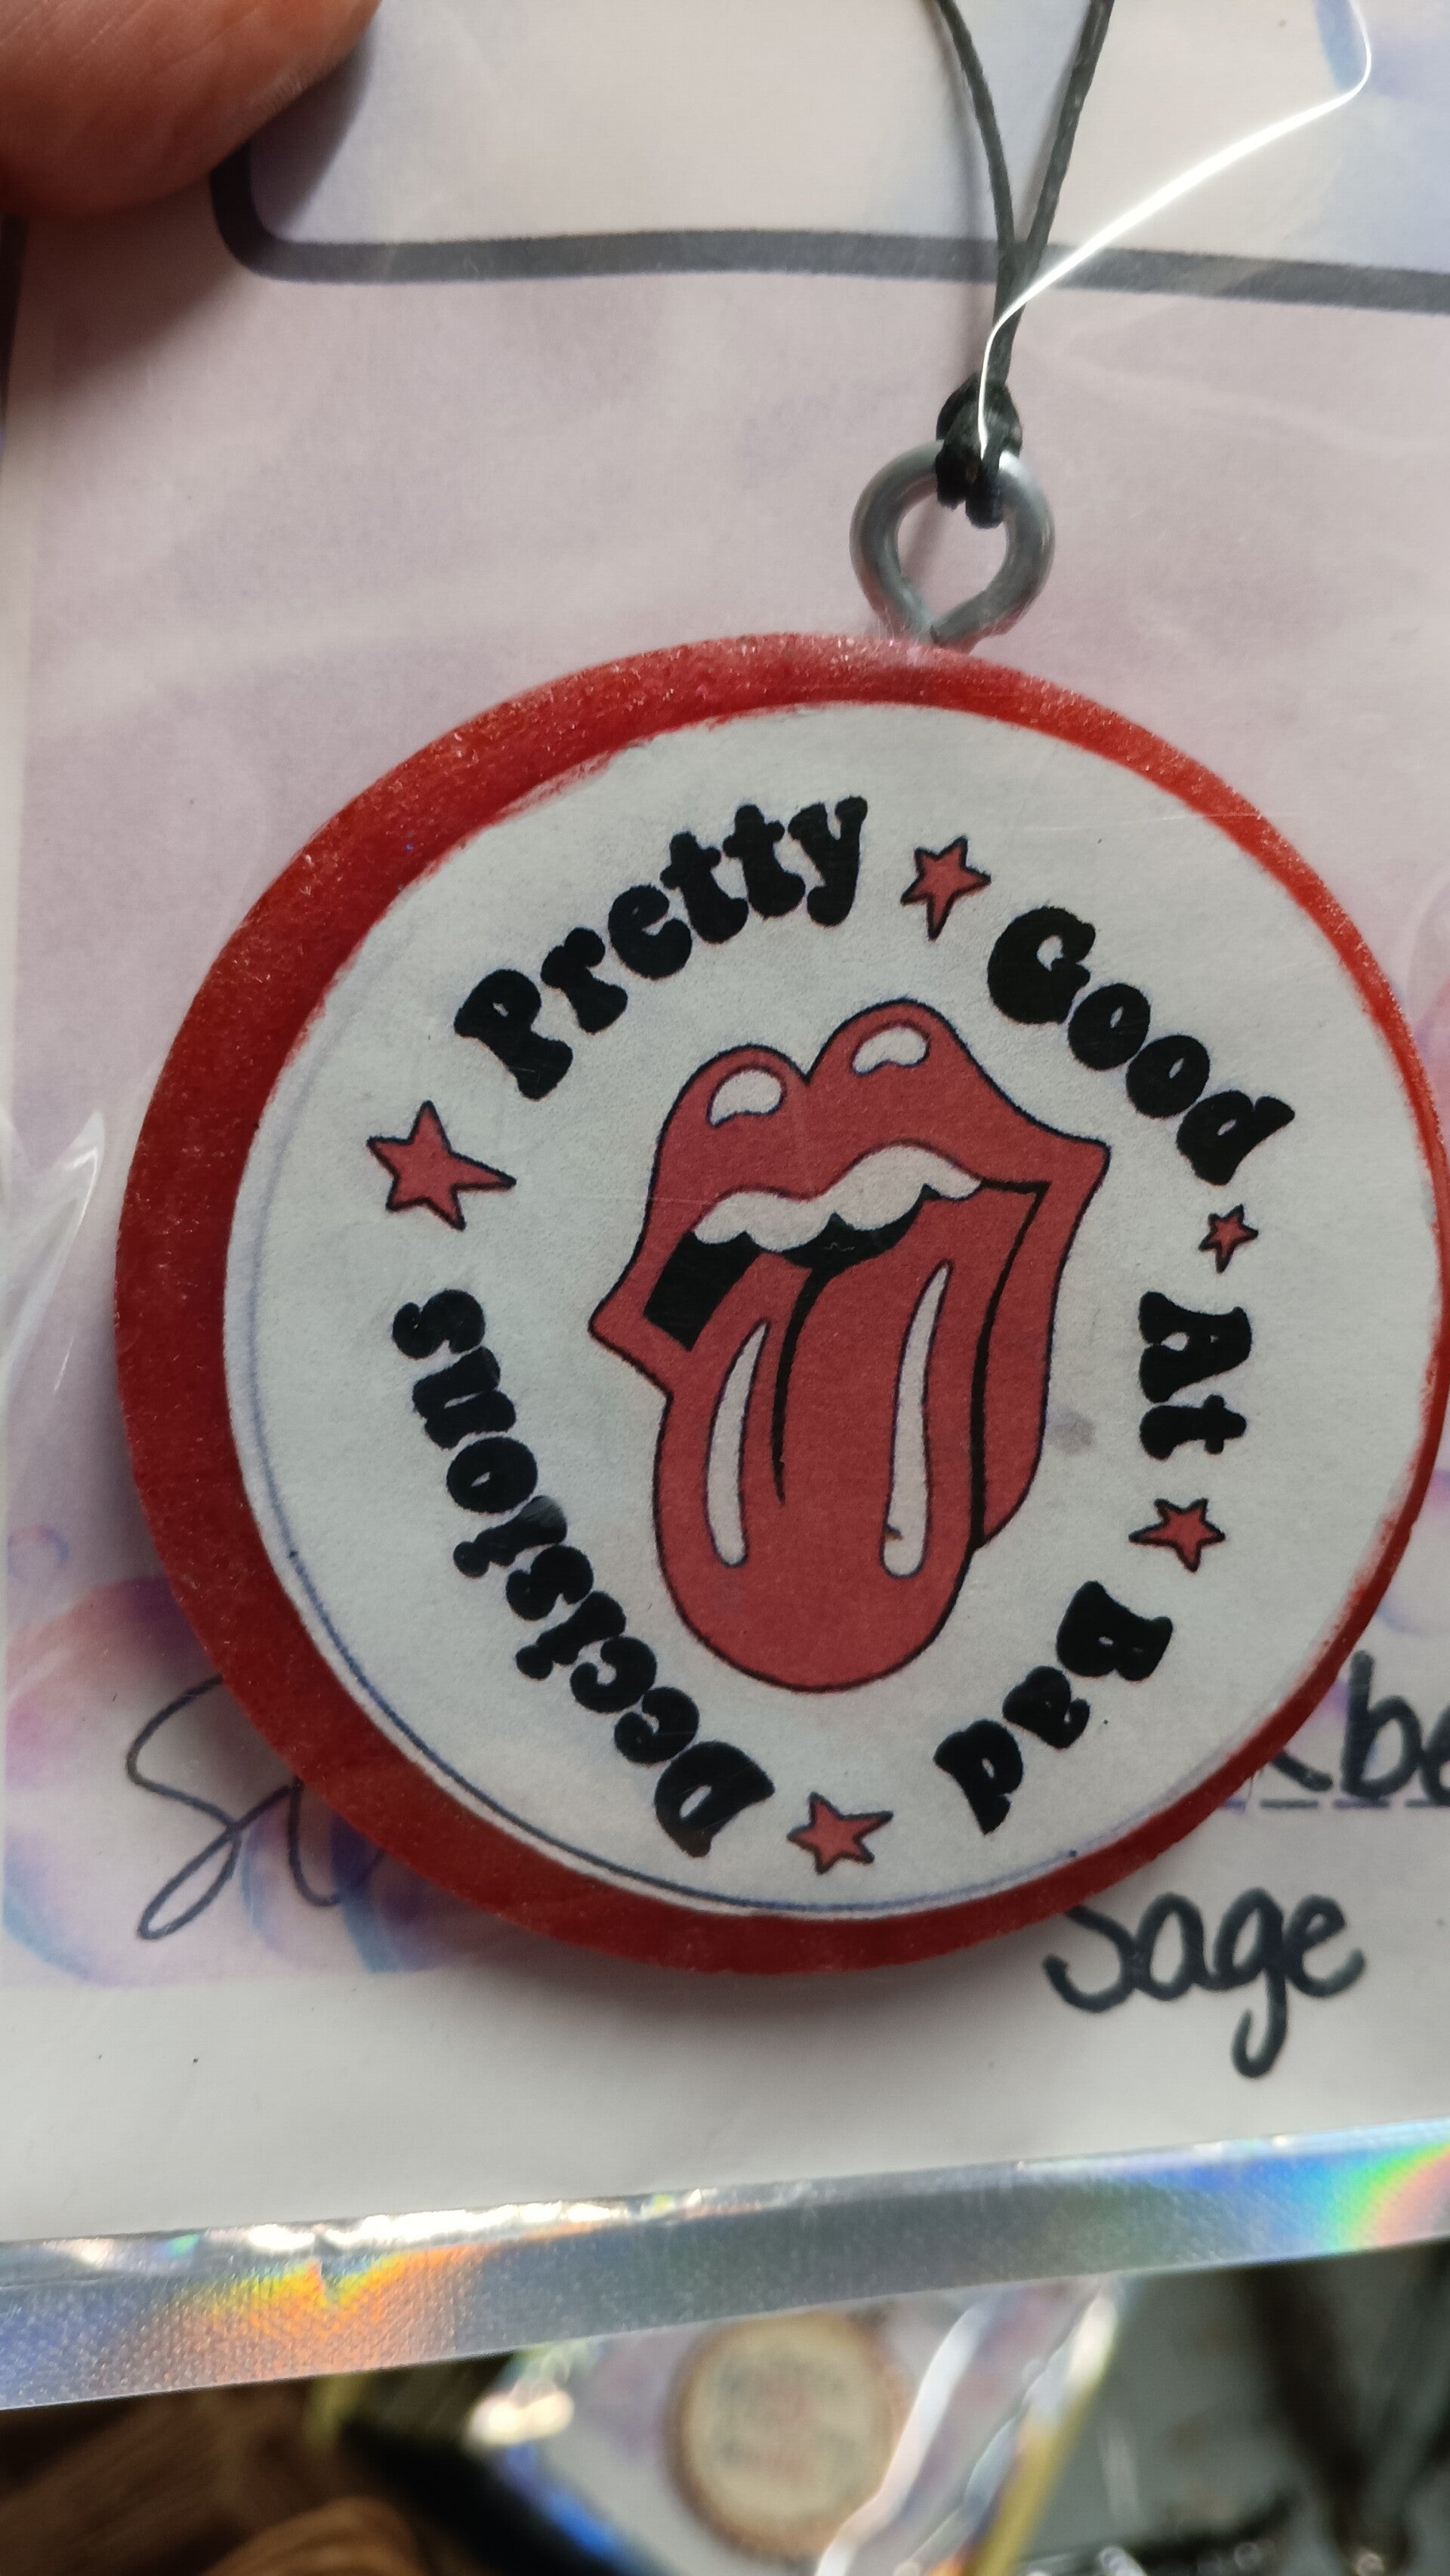 Pretty Good At Bad Decisions
Sage